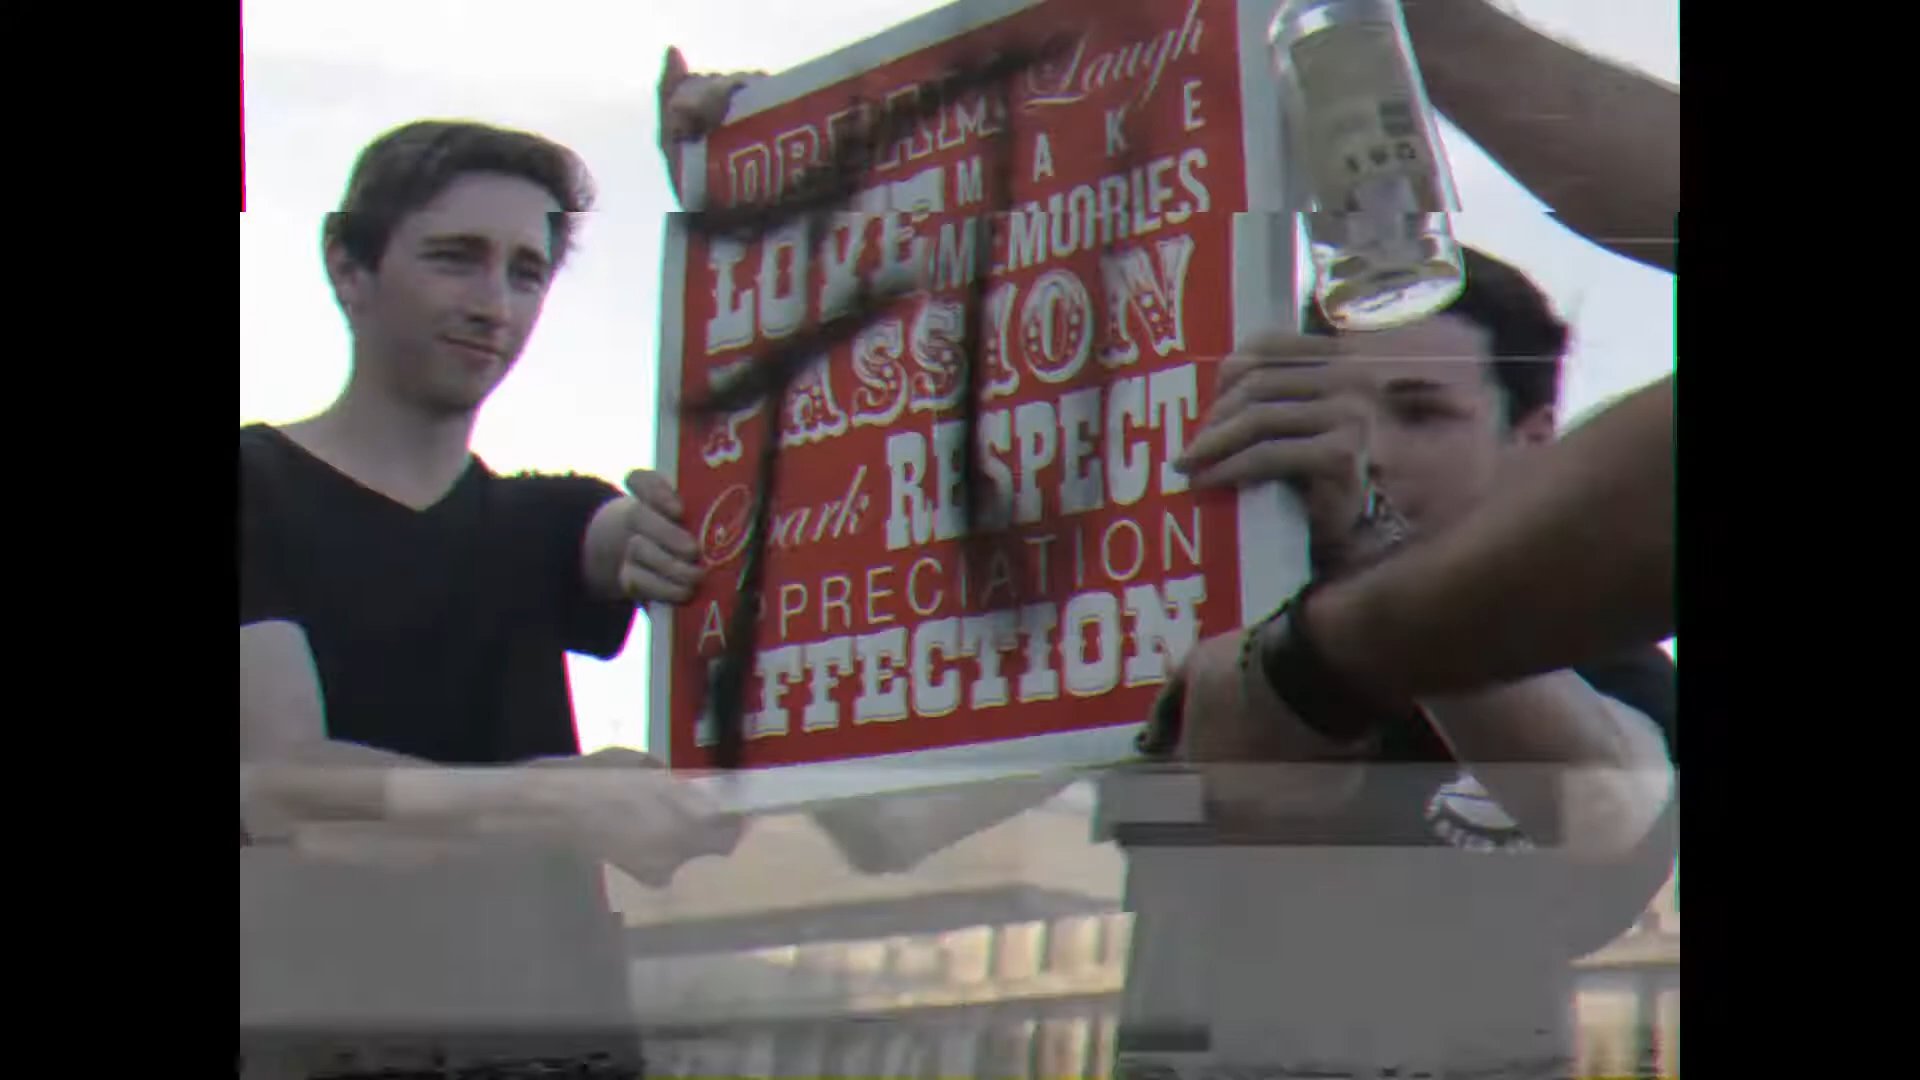 DREAM Laugh
LOVE MAKE
MEMORIES
PASSION
Spark RESPECT
APPRECIATION
AFFECTION